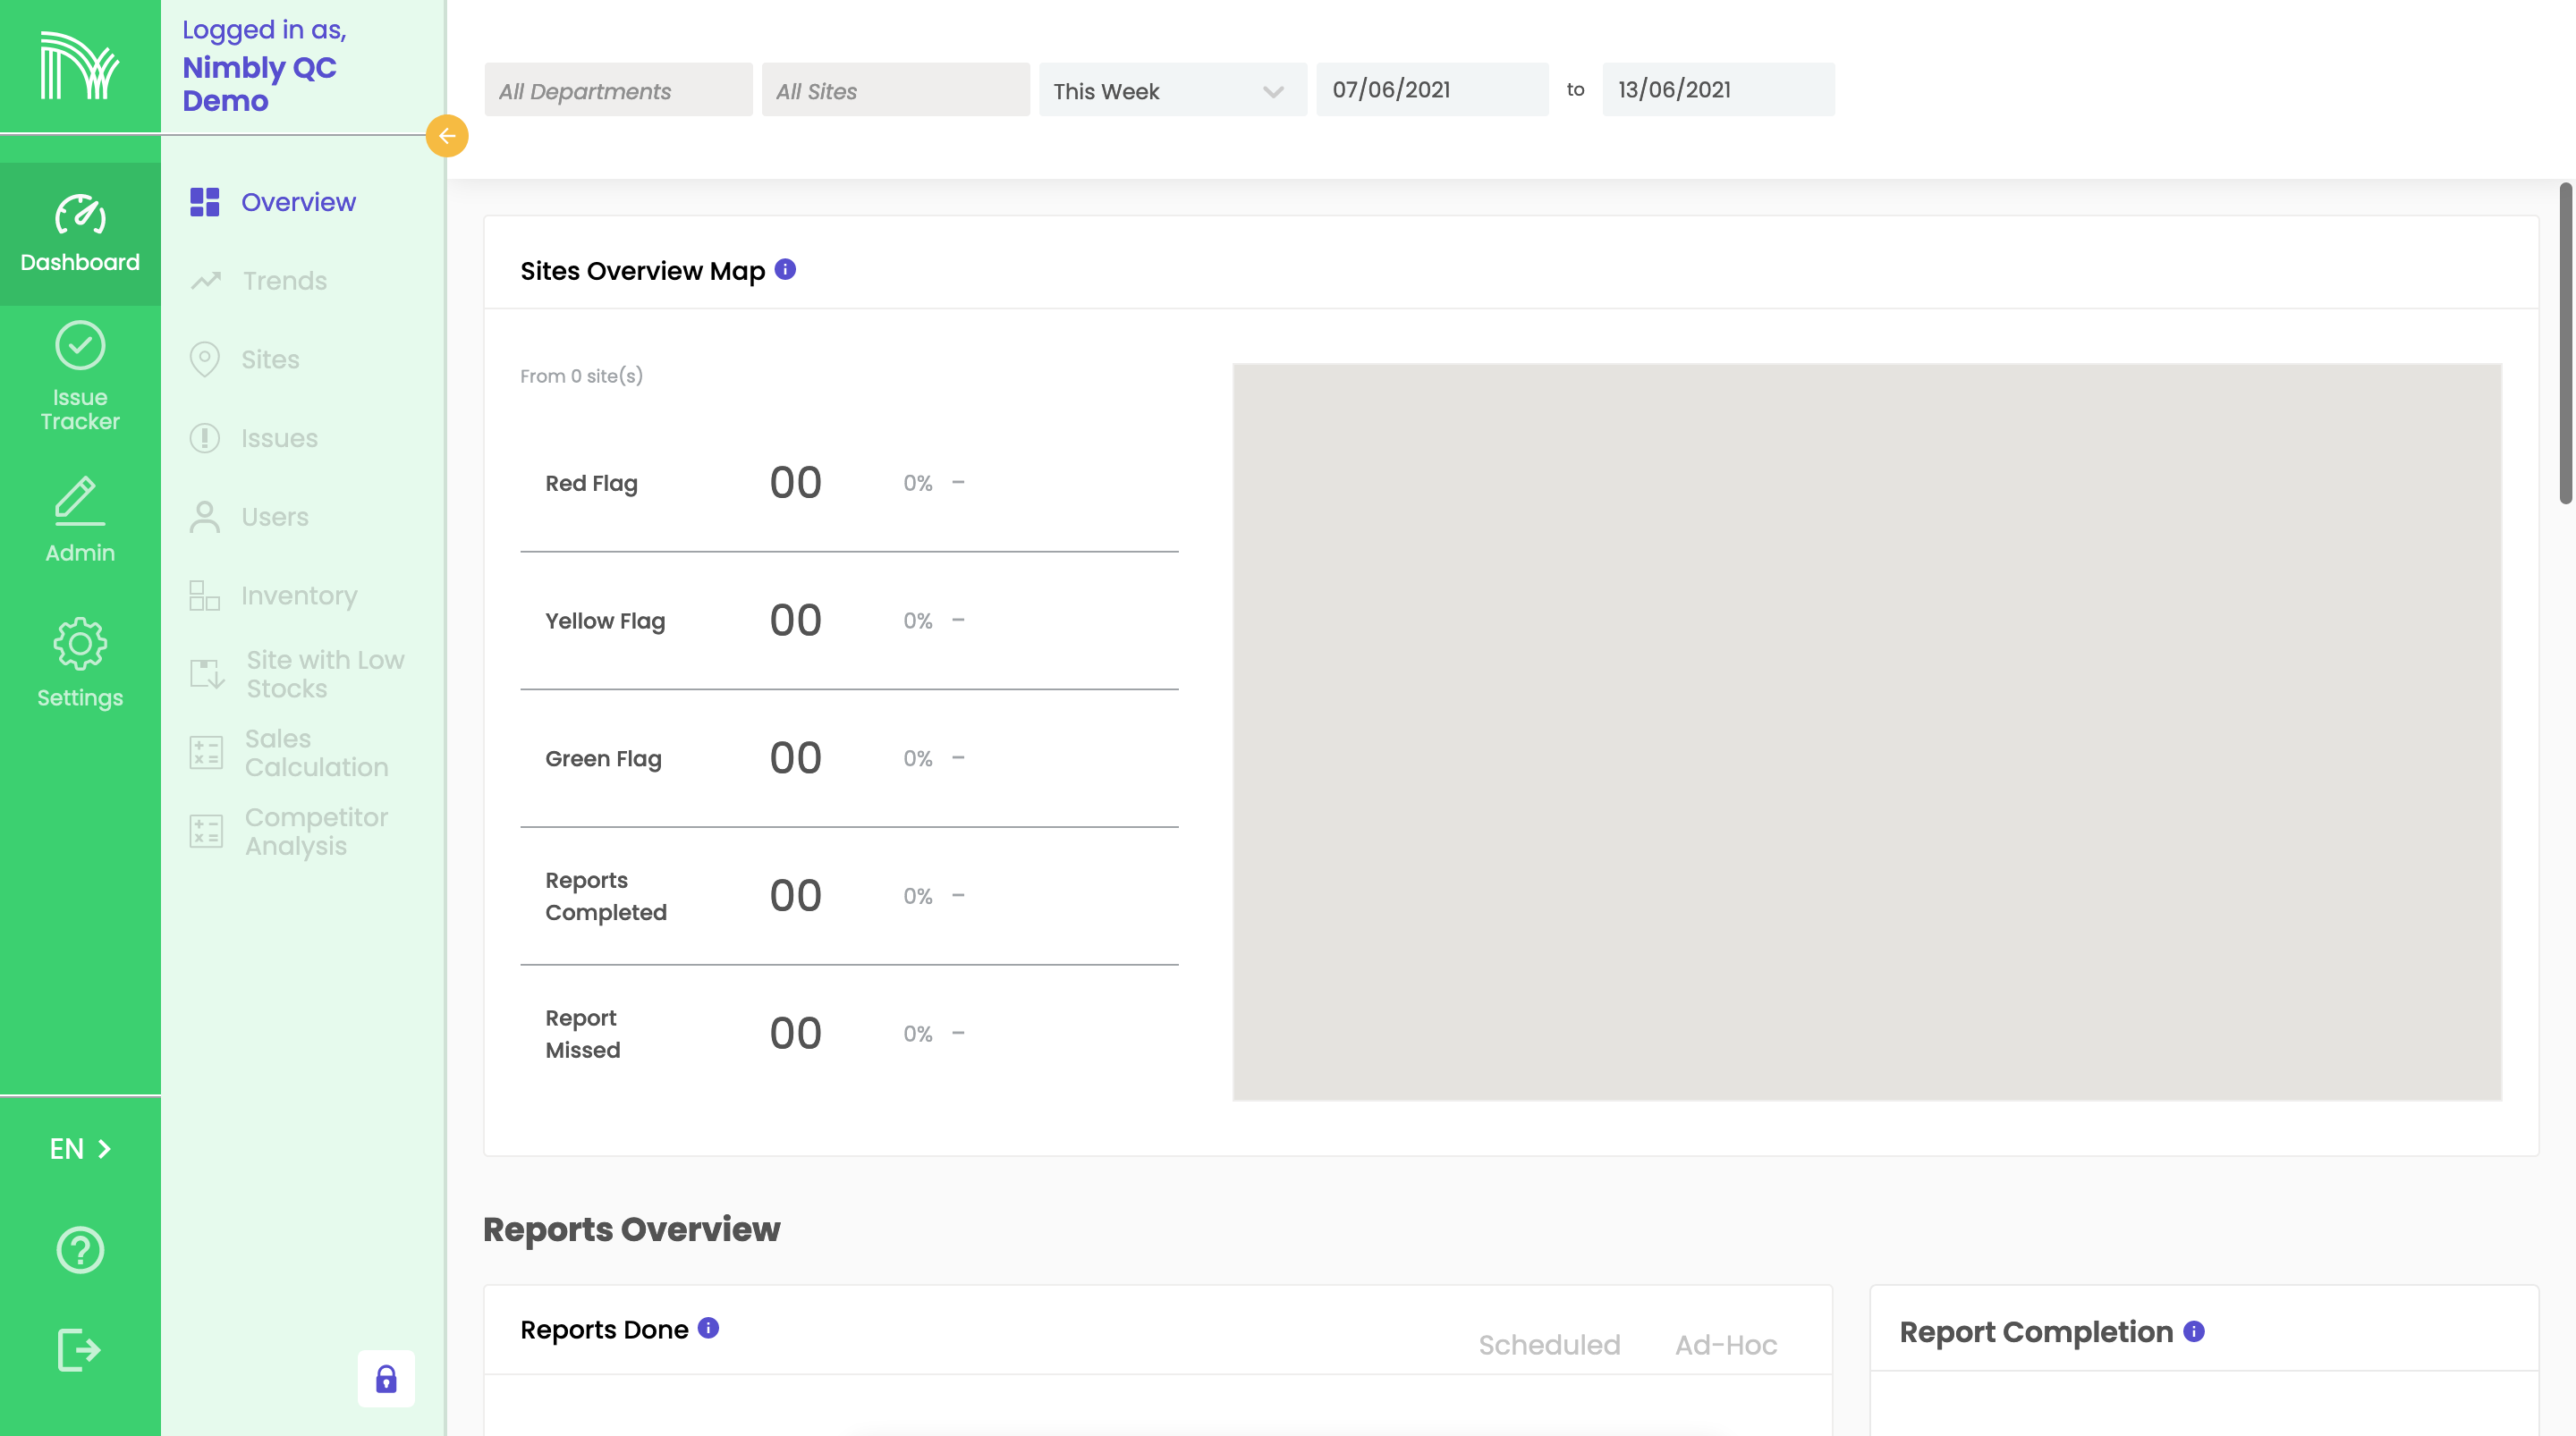 Logged in as,
Nimbly QC
Demo
Dashboard
Issue
Tracker
Admin
Settings
EN
Overview
Trends
Sites
Issues
Users
Inventory
Site with Low
Stocks
Sales
Calculation
Competitor
Analysis
All Departments
All Sites
This Week
07/06/2021
to
13/06/2021
Sites Overview Map
From 0 site(s)
Red Flag 00 0% –
Yellow Flag 00 0% –
Green Flag 00 0% –
Reports
Completed 00 0% –
Report
Missed 00 0% –
Reports Overview
Reports Done
Scheduled
Ad-Hoc
Report Completion